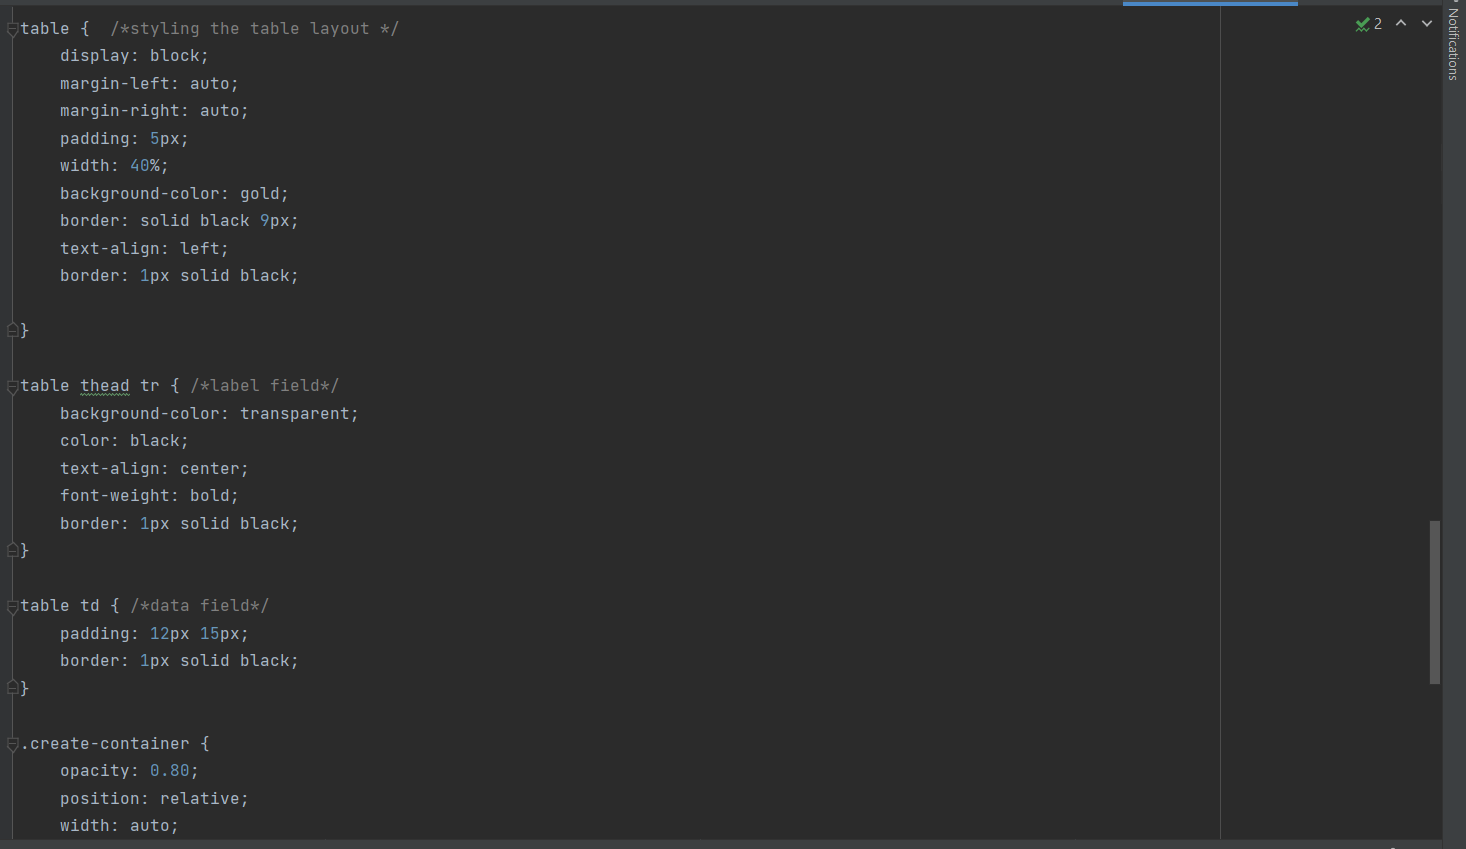 table {  /*styling the table layout */
    display: block;
    margin-left: auto;
    margin-right: auto;
    padding: 5px;
    width: 40%;
    background-color: gold;
    border: solid black 9px;
    text-align: left;
    border: 1px solid black;

}

table thead tr { /*label field*/
    background-color: transparent;
    color: black;
    text-align: center;
    font-weight: bold;
    border: 1px solid black;
}

table td { /*data field*/
    padding: 12px 15px;
    border: 1px solid black;
}

.create-container {
    opacity: 0.80;
    position: relative;
    width: auto;
2
Notifications